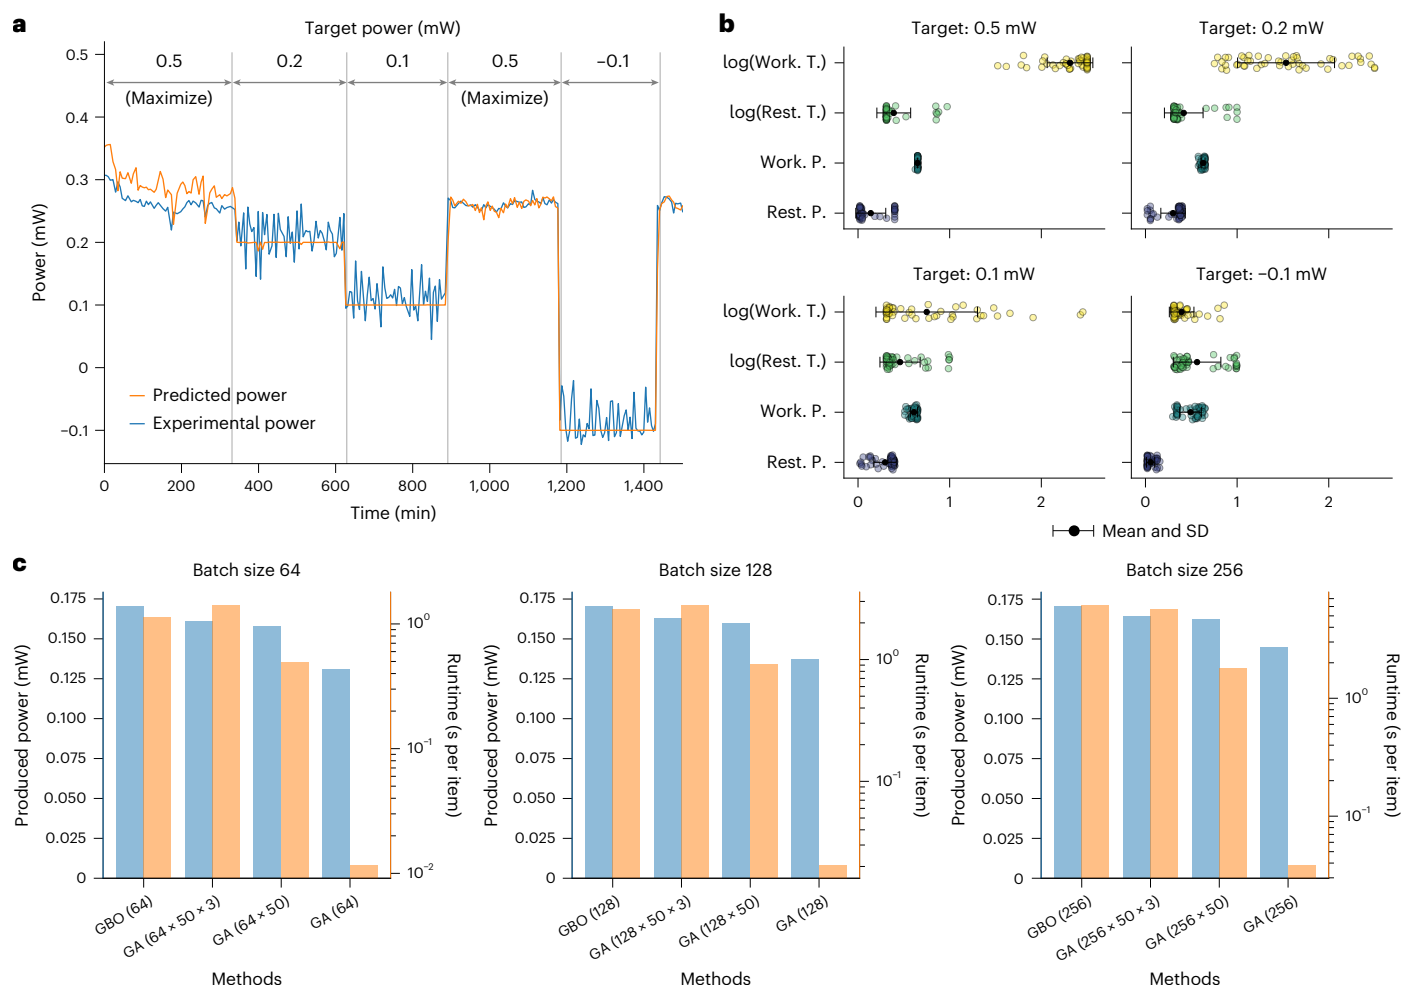 a
Target power (mW)
0.5
0.2
0.1
0.5
−0.1
(Maximize)
(Maximize)
0.5
0.4
0.3
0.2
0.1
0
−0.1
Power (mW)
Predicted power
Experimental power
0
200
400
600
800
1,000
1,200
1,400
Time (min)
b
Target: 0.5 mW
Target: 0.2 mW
log(Work. T.)
log(Rest. T.)
Work. P.
Rest. P.
0
1
2
0
1
2
Target: 0.1 mW
Target: −0.1 mW
log(Work. T.)
log(Rest. T.)
Work. P.
Rest. P.
0
1
2
0
1
2
Mean and SD
c
Batch size 64
Produced power (mW)
0.175
0.150
0.125
0.100
0.075
0.050
0.025
0
10⁰
10⁻¹
10⁻²
Runtime (s per item)
GBO (64)
GA (64 × 50 × 3)
GA (64 × 50)
GA (64)
Methods
Batch size 128
Produced power (mW)
0.175
0.150
0.125
0.100
0.075
0.050
0.025
0
10⁰
10⁻¹
Runtime (s per item)
GBO (128)
GA (128 × 50 × 3)
GA (128 × 50)
GA (128)
Methods
Batch size 256
Produced power (mW)
0.175
0.150
0.125
0.100
0.075
0.050
0.025
0
10⁰
10⁻¹
Runtime (s per item)
GBO (256)
GA (256 × 50 × 3)
GA (256 × 50)
GA (256)
Methods